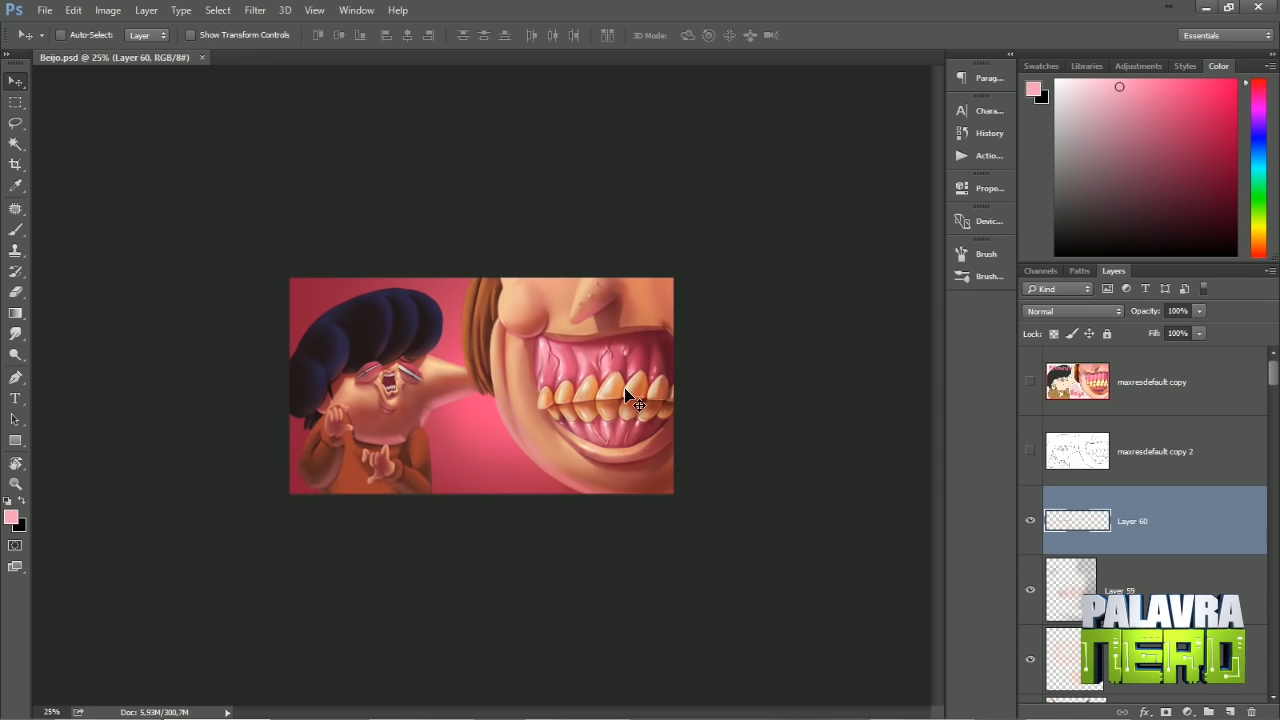 Ps File Edit Image Layer Type Select Filter 3D View Window Help
Auto-Select: Layer Show Transform Controls 3D Mode: Essentials
Beijo.psd @ 25% (Layer 60, RGB/8#) ×
Parag...
Chara...
History
Actio...
Prope...
Devic...
Brush
Brush...
Swatches Libraries Adjustments Styles Color
Channels Paths Layers
Kind
Normal Opacity: 100%
Lock: Fill: 100%
maxresdefault copy
maxresdefault copy 2
Layer 60
Layer 59
PALAVRA
NERD
25% Doc: 5,93M/300,7M